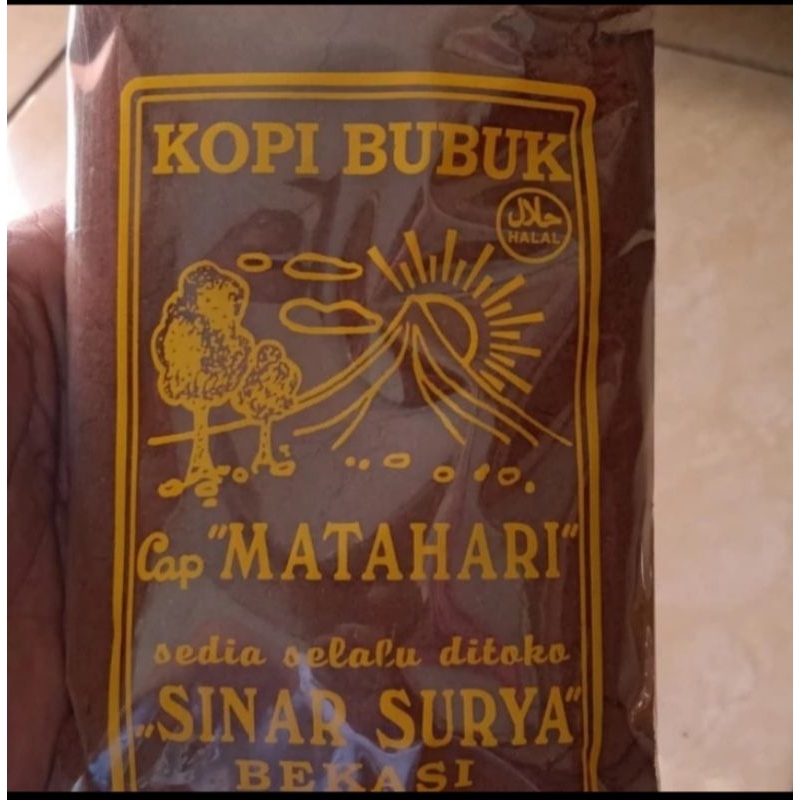 KOPI BUBUK
حلال
HALAL
Cap "MATAHARI"
sedia selalu ditoko
„SINAR SURYA"
BEKASI